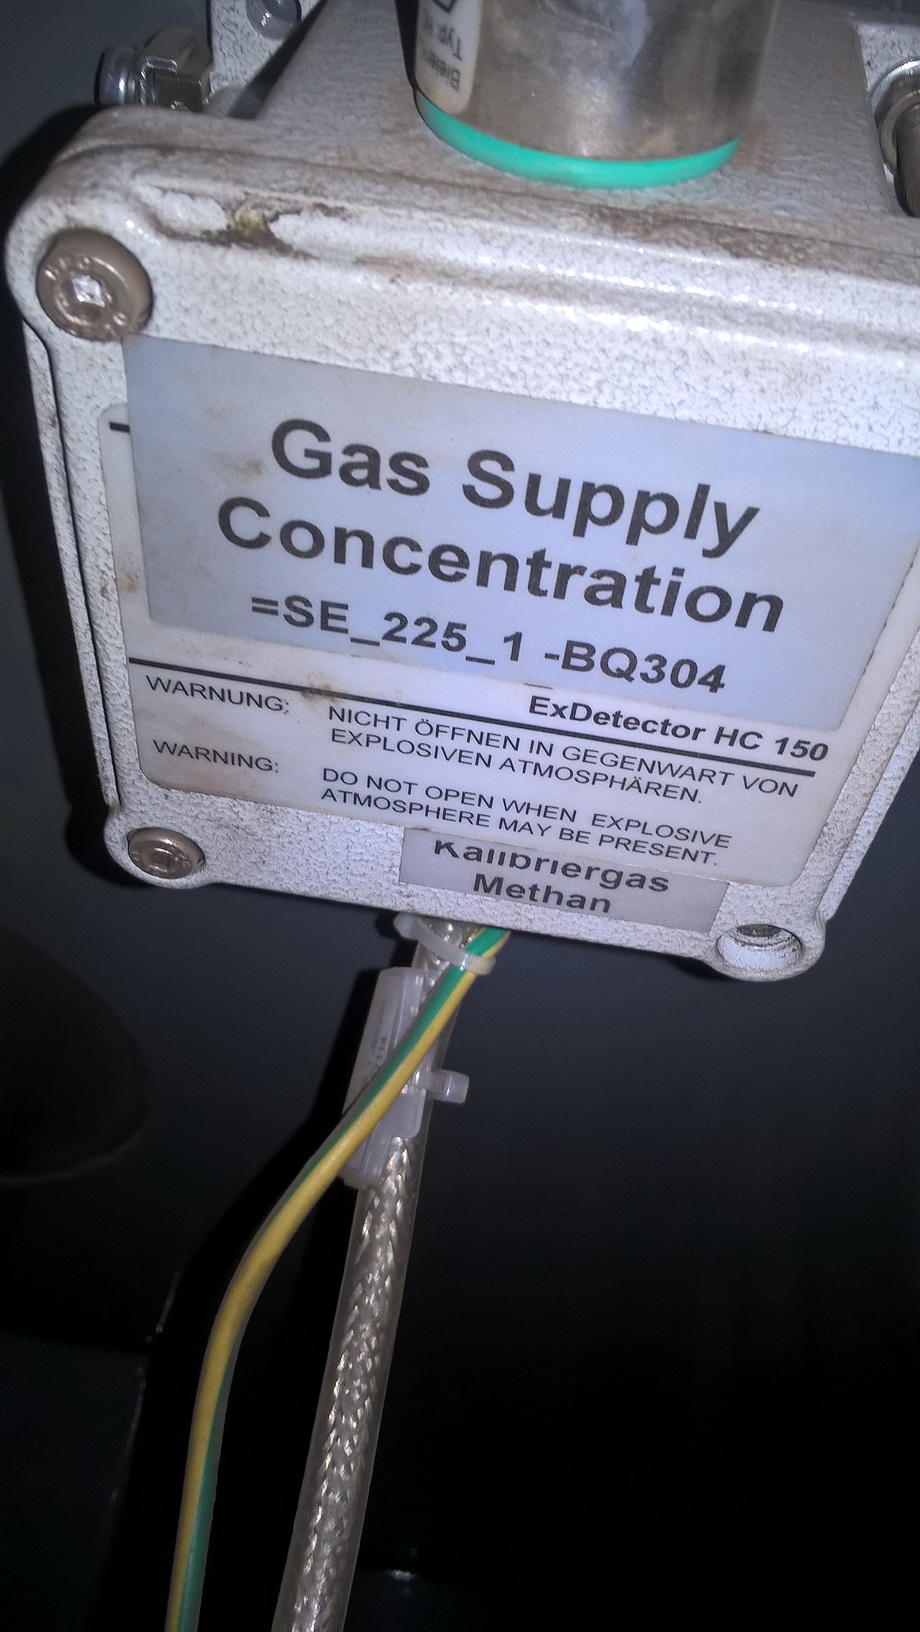 Typ
Gas Supply
Concentration
=SE_225_1 -BQ304
ExDetector HC 150
WARNUNG:
NICHT ÖFFNEN IN GEGENWART VON
EXPLOSIVEN ATMOSPHÄREN.
WARNING:
DO NOT OPEN WHEN EXPLOSIVE
ATMOSPHERE MAY BE PRESENT.
Kalibriergas
Methan